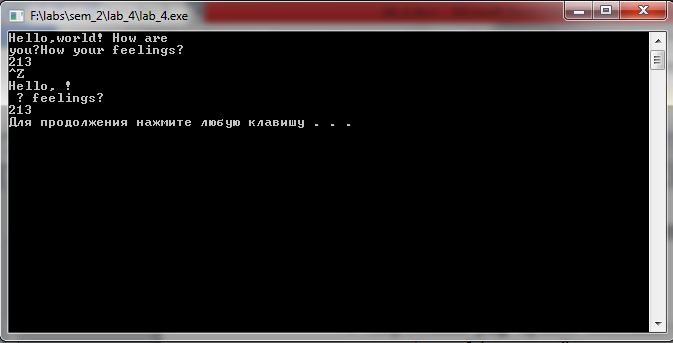 F:\labs\sem_2\lab_4\lab_4.exe
Hello,world! How are
you?How your feelings?
213
^Z
Hello, !
 ? feelings?
213
Для продолжения нажмите любую клавишу . . .